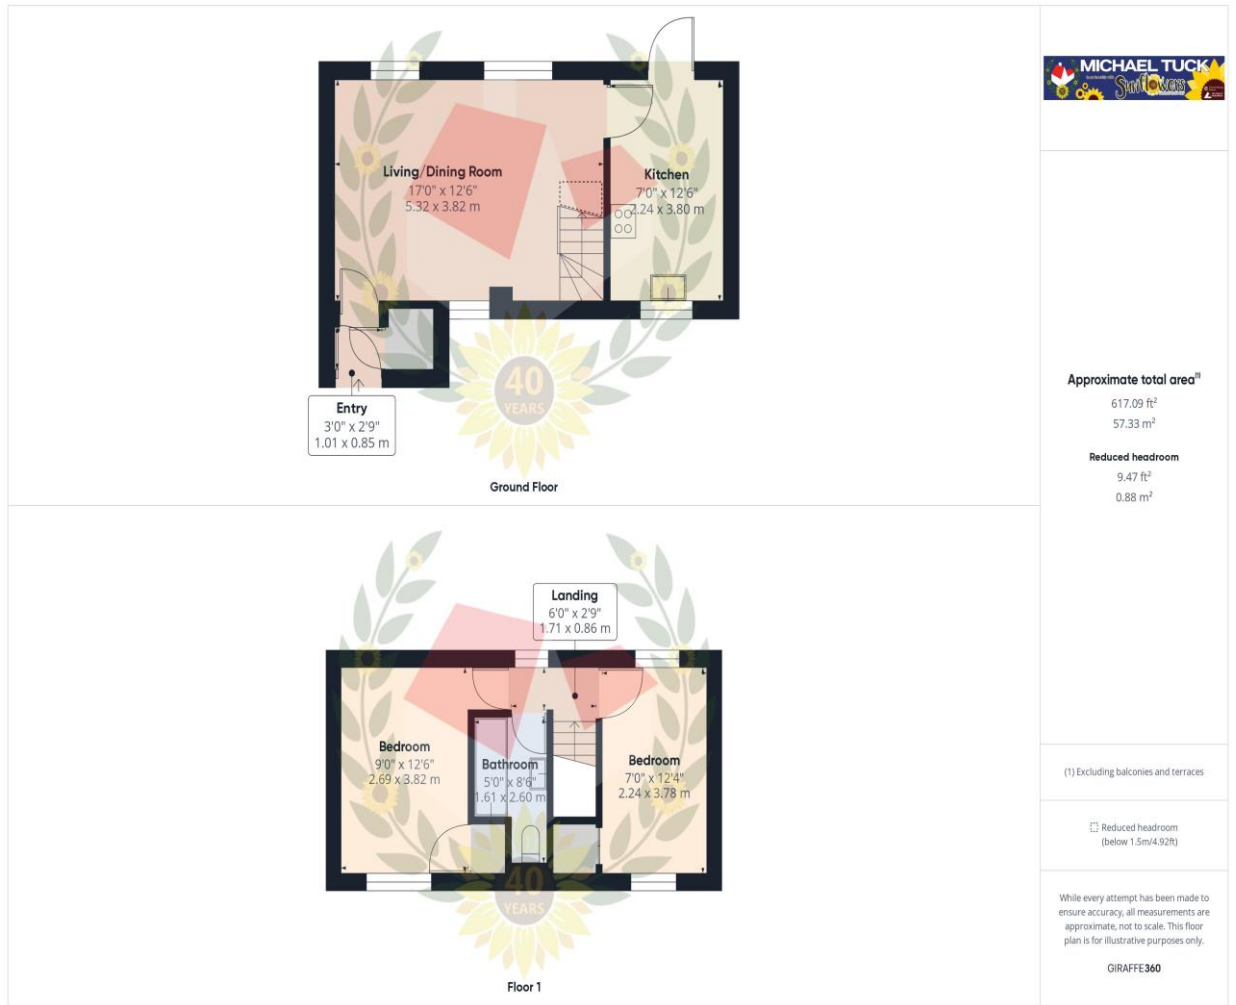 MICHAEL TUCK
Sunflowers
Living/Dining Room
17'0" x 12'6"
5.32 x 3.82 m
Kitchen
7'0" x 12'6"
2.24 x 3.80 m
Entry
3'0" x 2'9"
1.01 x 0.85 m
40
YEARS
Ground Floor
Approximate total area(1)
617.09 ft²
57.33 m²
Reduced headroom
9.47 ft²
0.88 m²
Landing
6'0" x 2'9"
1.71 x 0.86 m
Bedroom
9'0" x 12'6"
2.69 x 3.82 m
Bathroom
5'0" x 8'6"
1.61 x 2.60 m
Bedroom
7'0" x 12'4"
2.24 x 3.78 m
40
YEARS
Floor 1
(1) Excluding balconies and terraces
Reduced headroom
(below 1.5m/4.92ft)
While every attempt has been made to
ensure accuracy, all measurements are
approximate, not to scale. This floor
plan is for illustrative purposes only.
GIRAFFE360